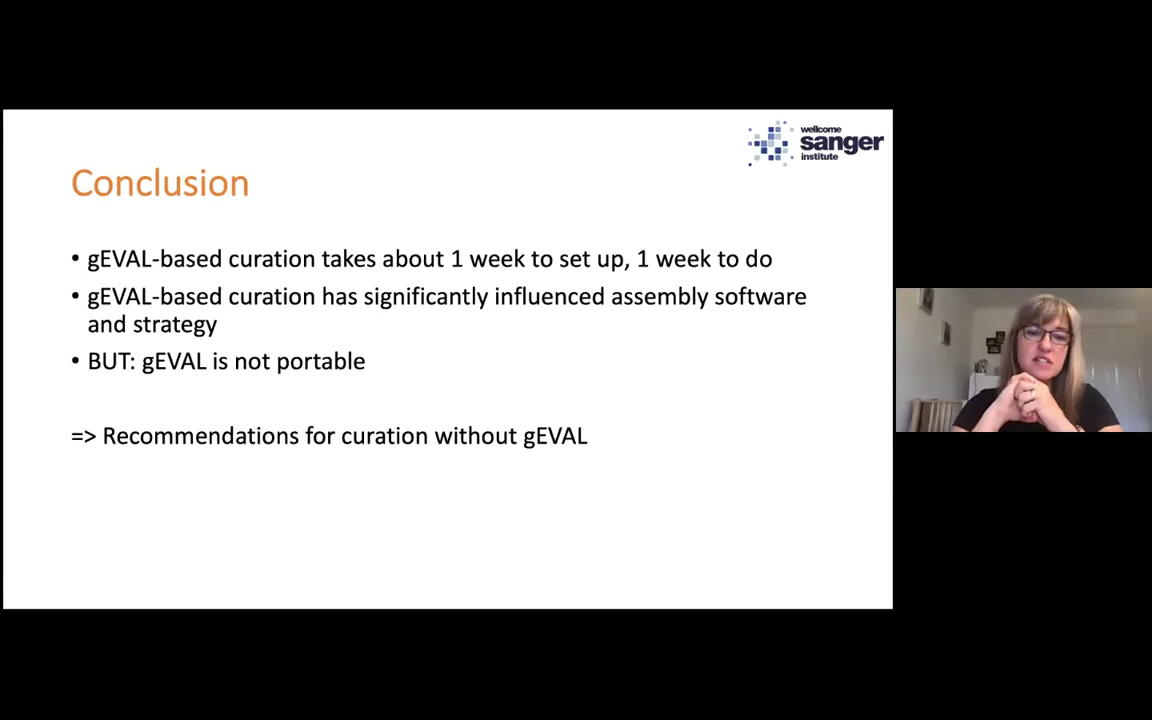 wellcome
sanger
institute
Conclusion
• gEVAL-based curation takes about 1 week to set up, 1 week to do
• gEVAL-based curation has significantly influenced assembly software
and strategy
• BUT: gEVAL is not portable
=> Recommendations for curation without gEVAL